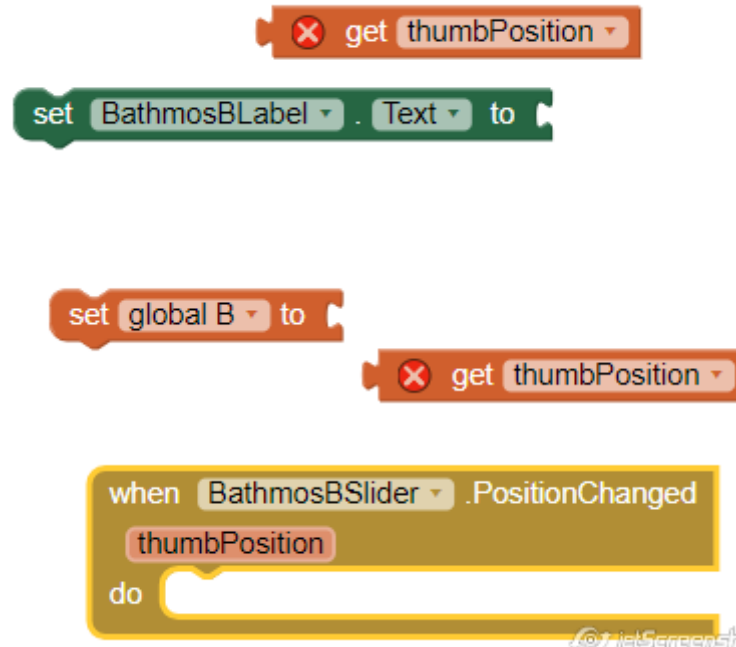 get thumbPosition
set BathmosBLabel . Text to
set global B to
get thumbPosition
when BathmosBSlider .PositionChanged
thumbPosition
do